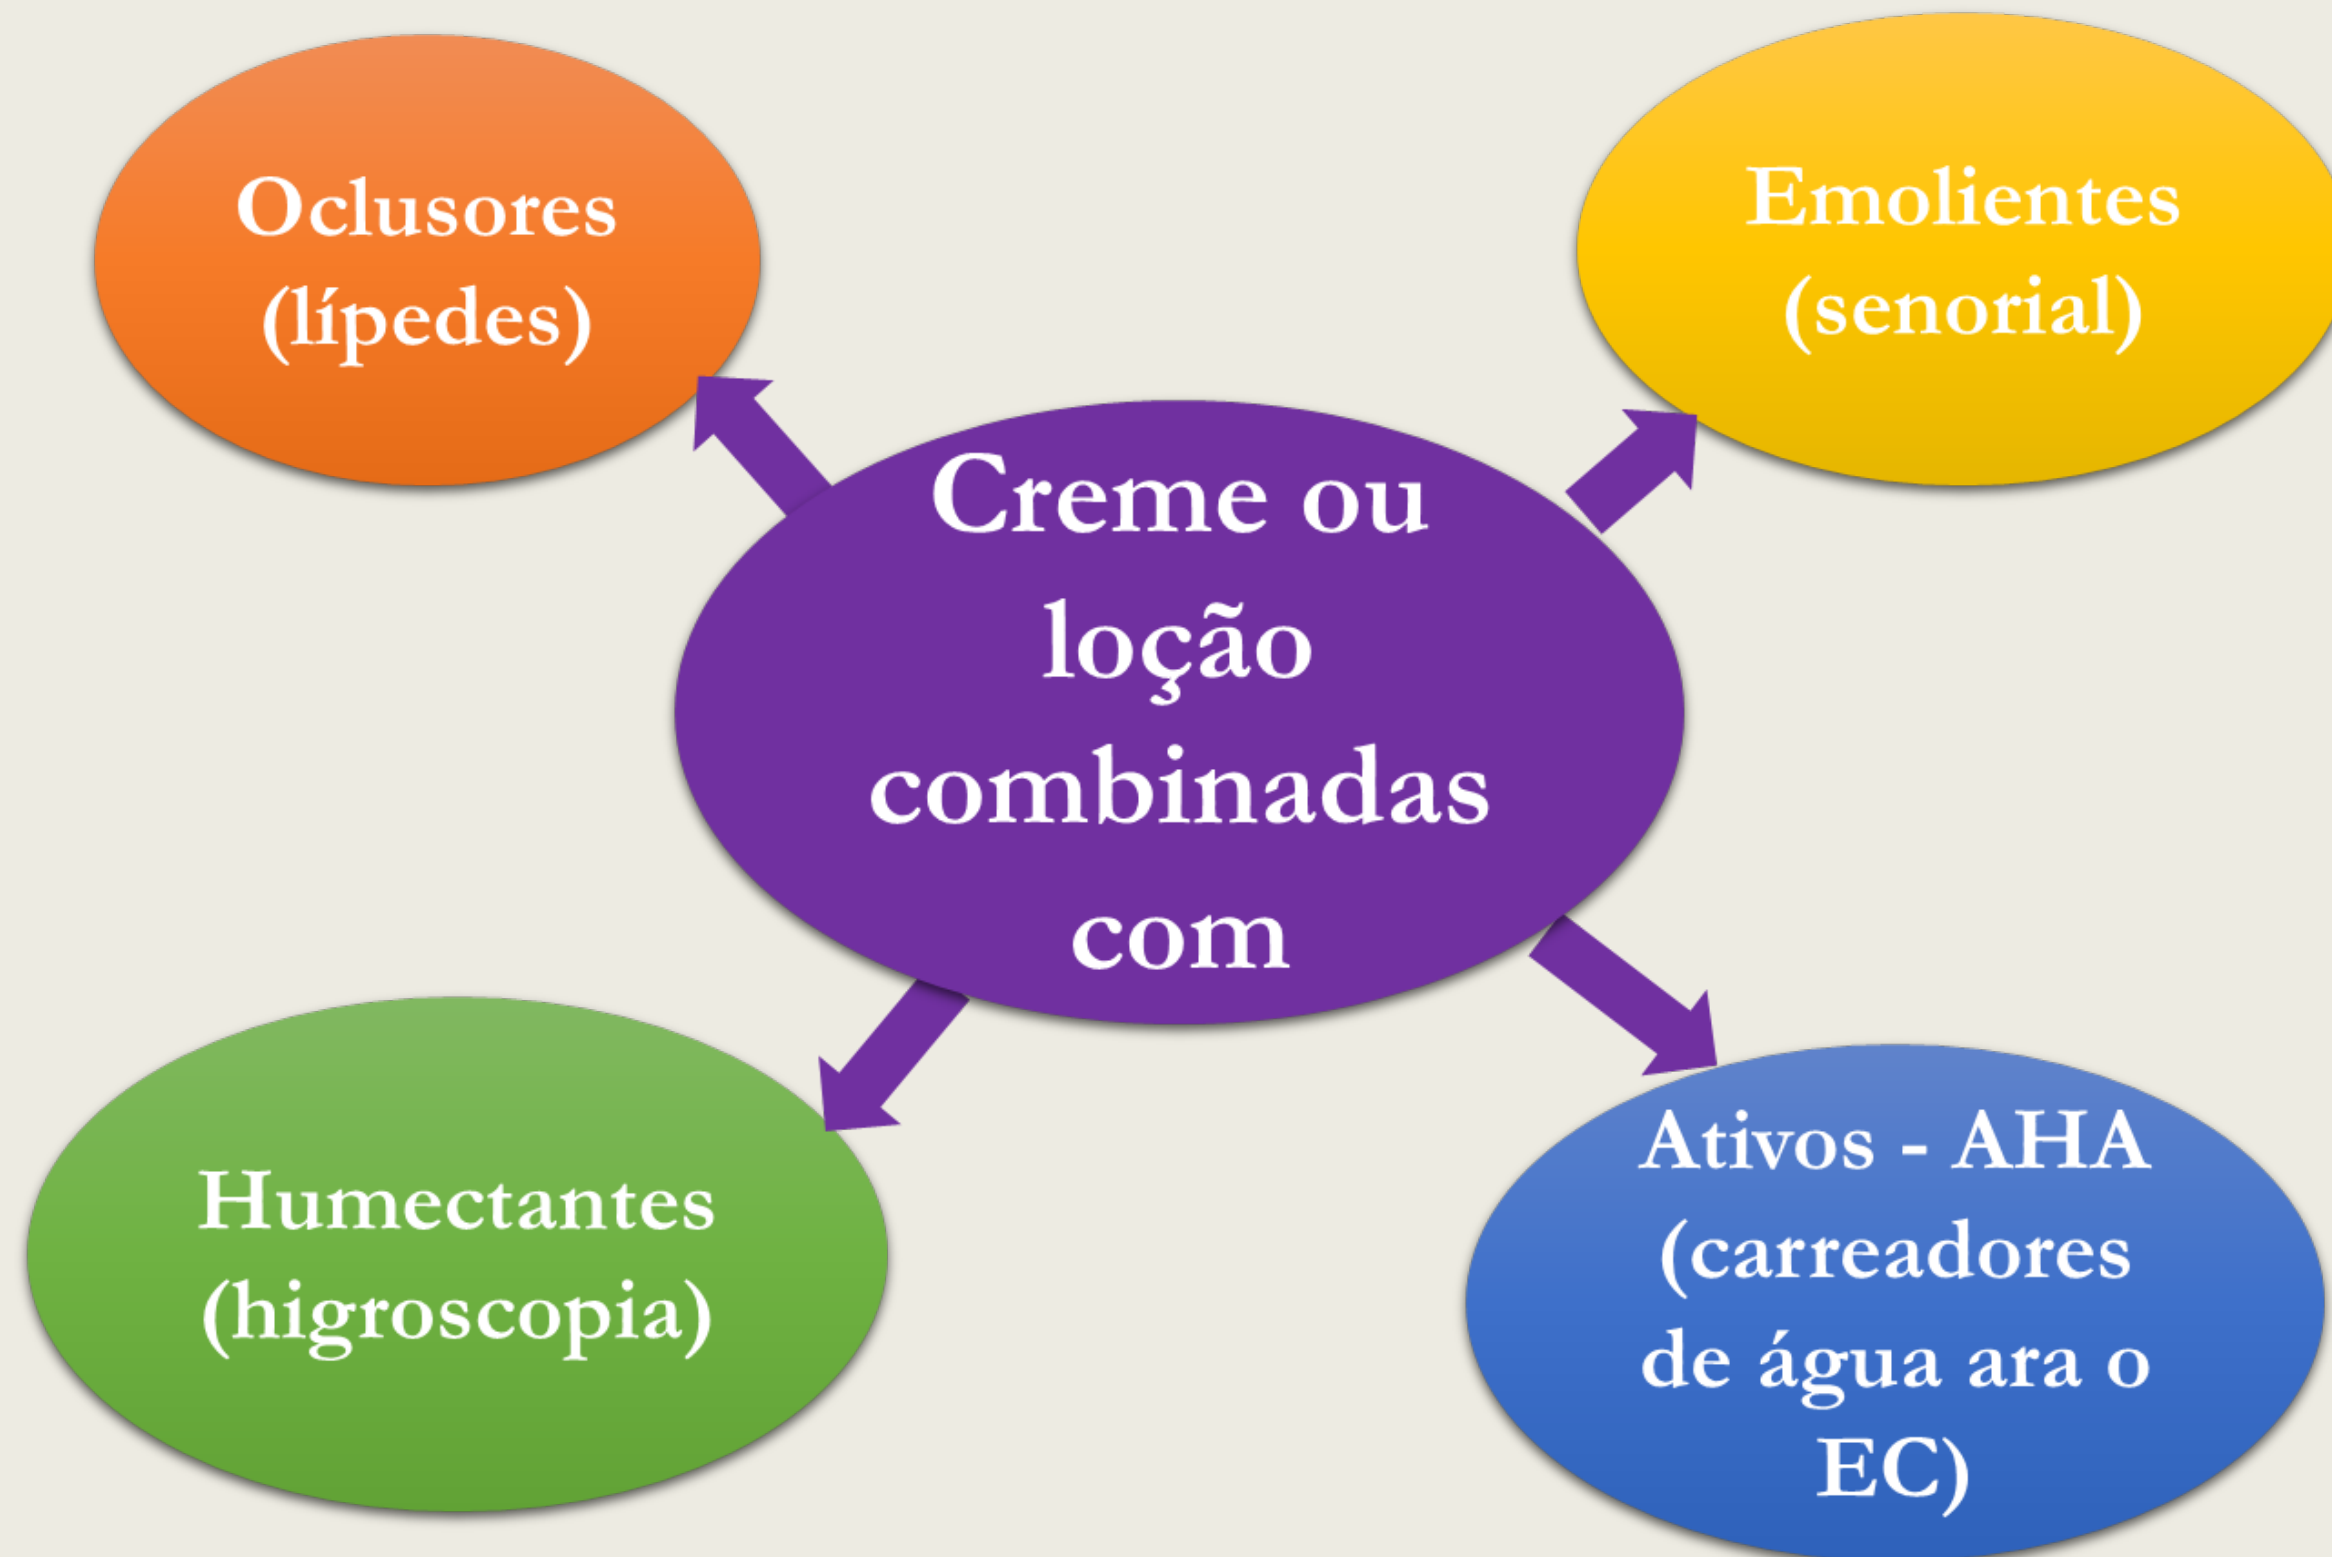 Oclusores
(lípedes)
Emolientes
(senorial)
Creme ou
loção
combinadas
com
Humectantes
(higroscopia)
Ativos - AHA
(carreadores
de água ara o
EC)